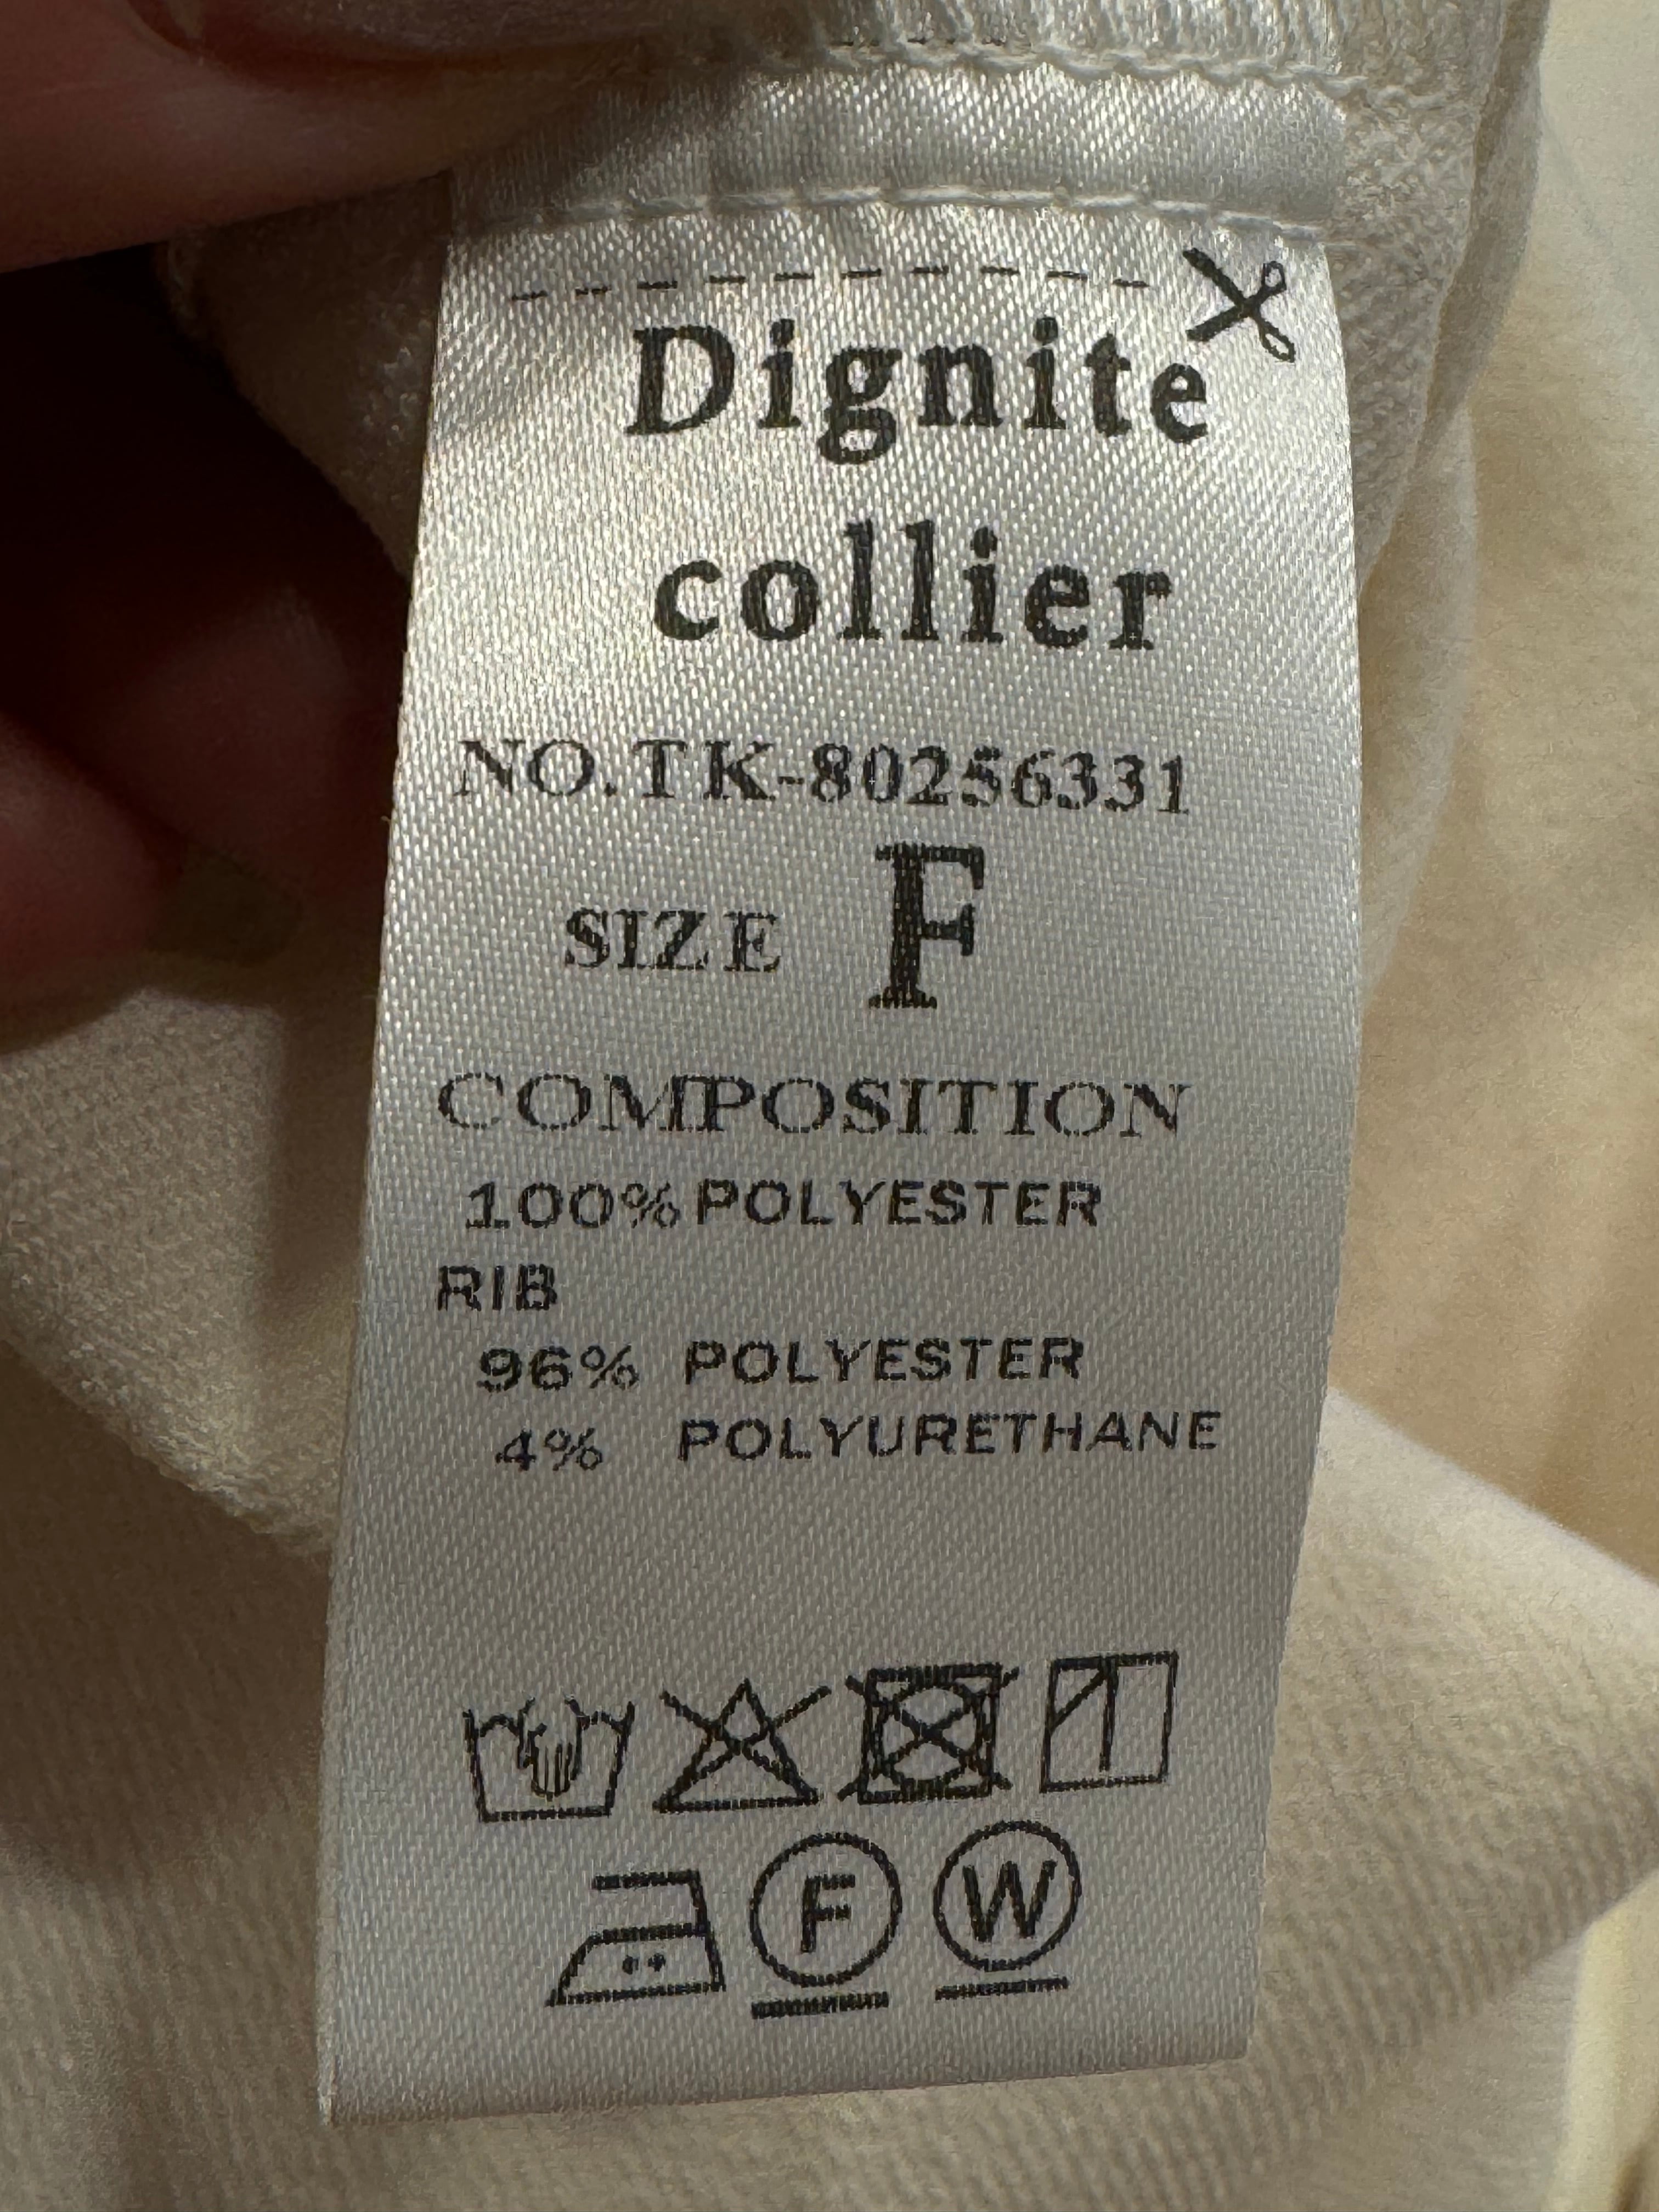 Dignite
collier
NO.TK-80256331
SIZE F
COMPOSITION
100% POLYESTER
RIB
96% POLYESTER
4% POLYURETHANE
F W